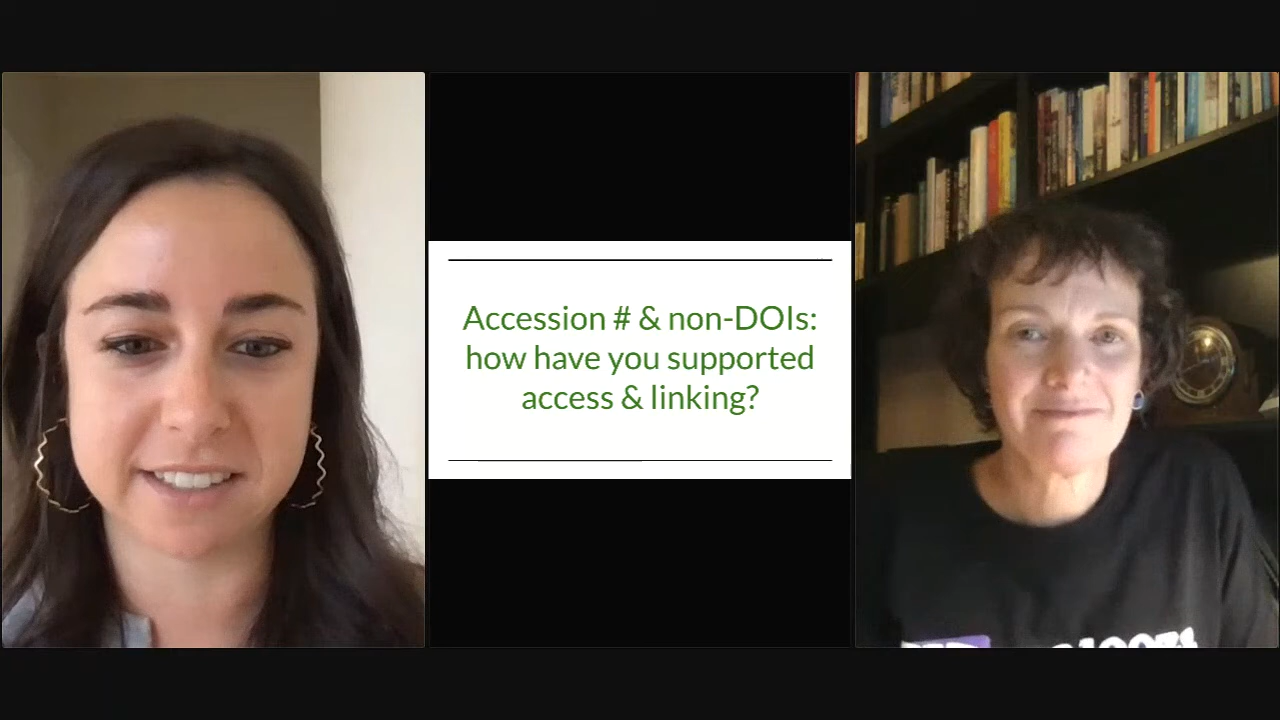 Accession # & non-DOIs:
how have you supported
access & linking?